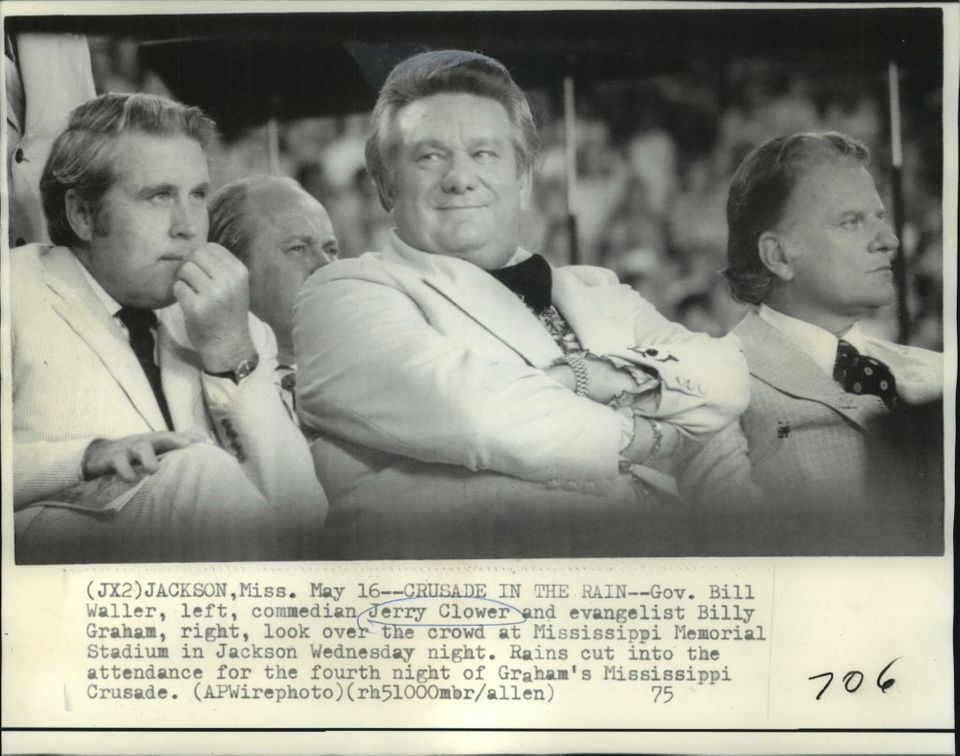 (JX2)JACKSON,Miss. May 16--CRUSADE IN THE RAIN--Gov. Bill
Waller, left, commedian Jerry Clower and evangelist Billy
Graham, right, look over the crowd at Mississippi Memorial
Stadium in Jackson Wednesday night. Rains cut into the
attendance for the fourth night of Graham's Mississippi
Crusade. (APWirephoto)(rh51000mbr/allen) 75
706